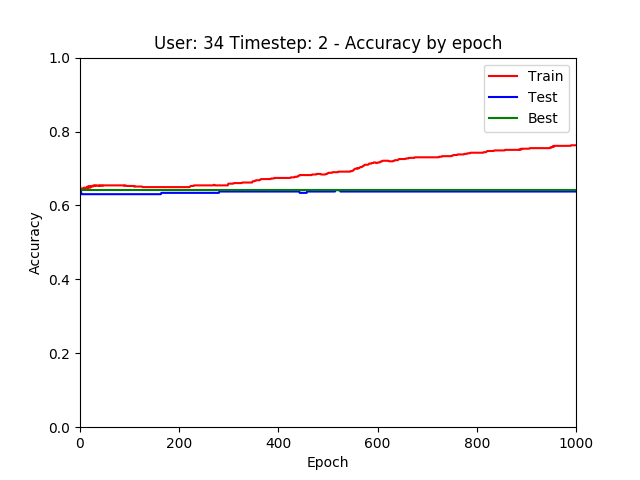 User: 34 Timestep: 2 - Accuracy by epoch
Train
Test
Best
1.0
0.8
0.6
0.4
0.2
0.0
Accuracy
0 200 400 600 800 1000
Epoch